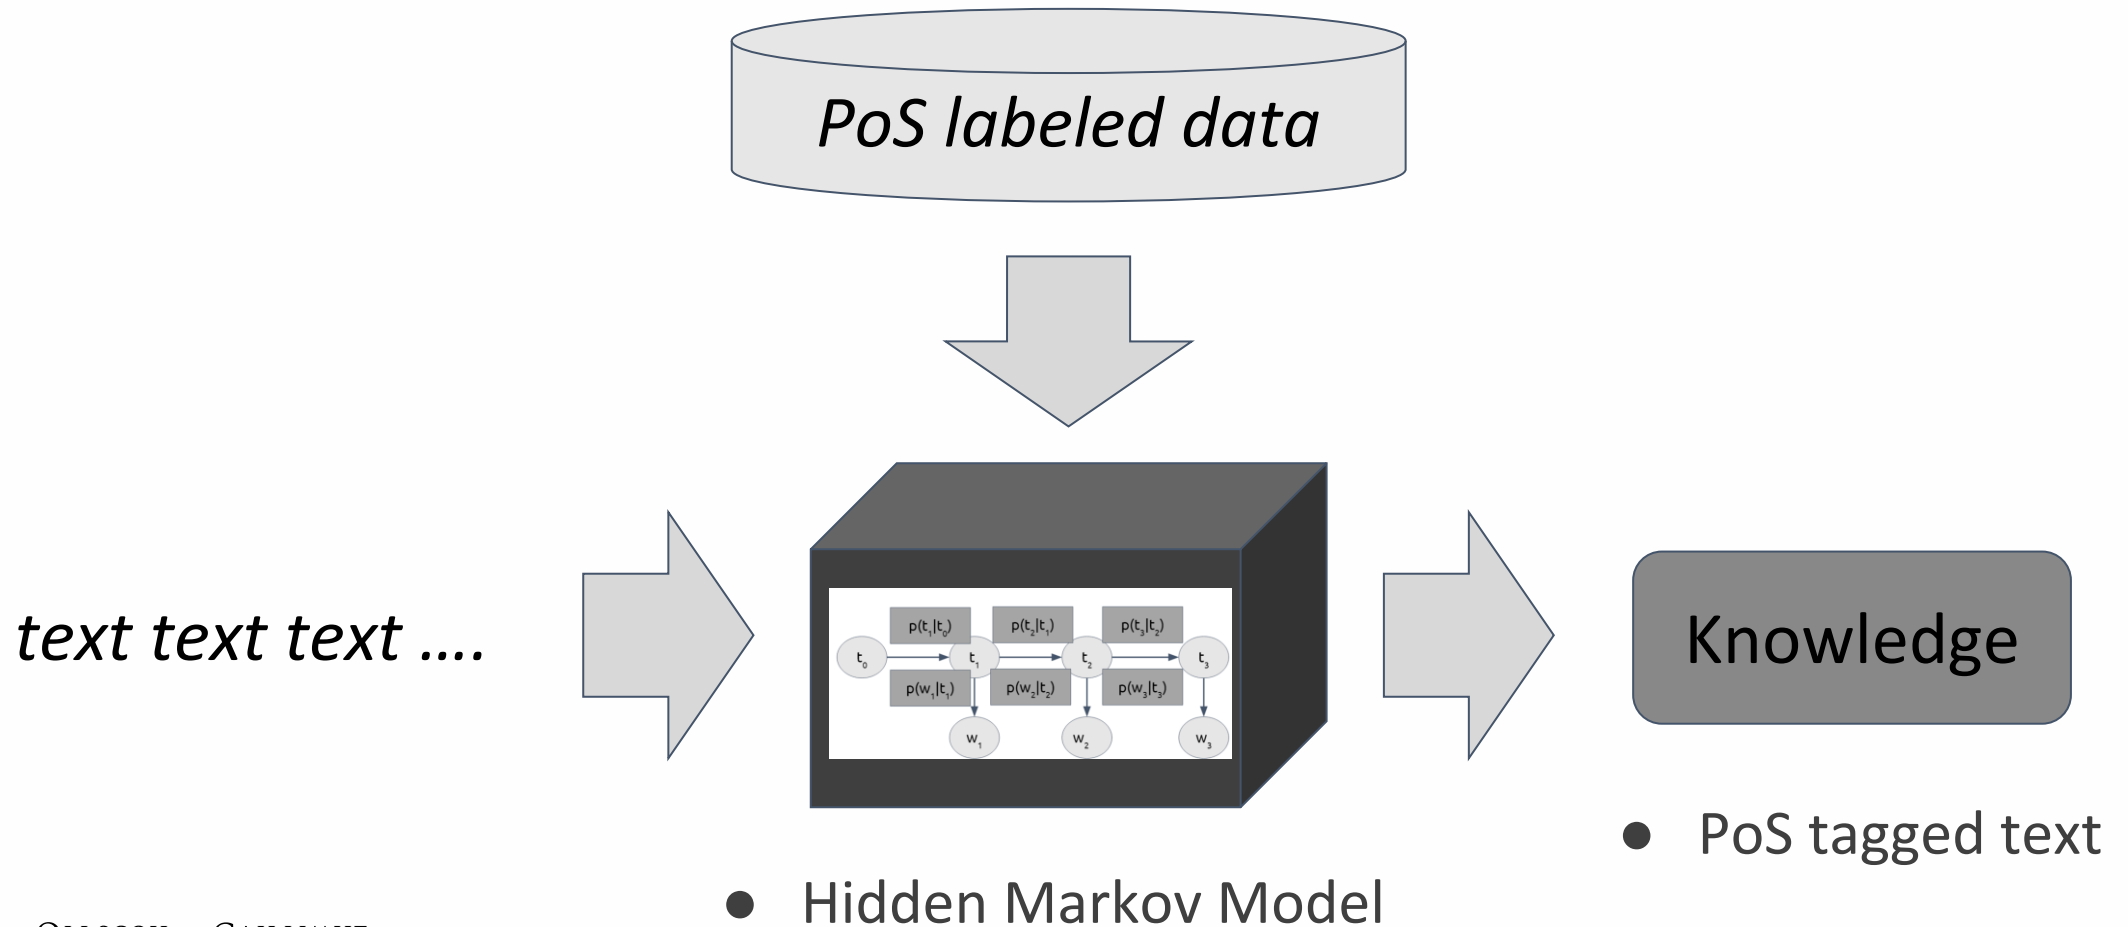 PoS labeled data
p(t₁|t₀) p(t₂|t₁) p(t₃|t₂)
t₀ t₁ t₂ t₃
text text text ....
Knowledge
p(w₁|t₁) p(w₂|t₂) p(w₃|t₃)
w₁ w₂ w₃
● PoS tagged text
● Hidden Markov Model